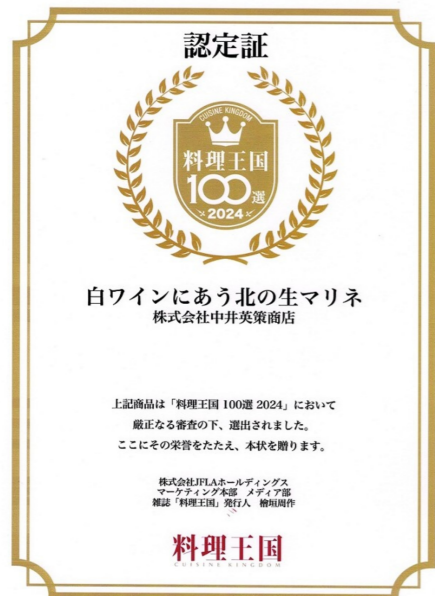 認定証
CUISINE KINGDOM
料理王国
100選
2024
白ワインにあう北の生マリネ
株式会社中井英策商店
上記商品は「料理王国 100選 2024」において
厳正なる審査の下、選出されました。
ここにその栄誉をたたえ、本状を贈ります。
株式会社JFLAホールディングス
マーケティング本部 メディア部
雑誌「料理王国」発行人 檜垣周作
料理王国
CUISINE KINGDOM